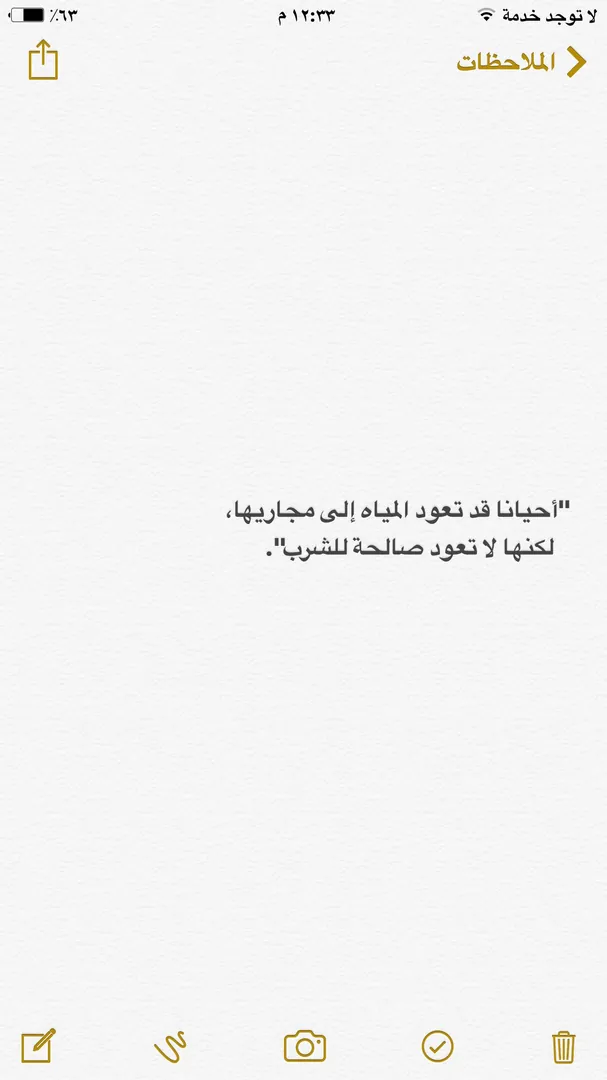 لا توجد خدمة ١٢:٣٣ م ٪٦٣
الملاحظات
"أحيانا قد تعود المياه إلى مجاريها،
لكنها لا تعود صالحة للشرب".